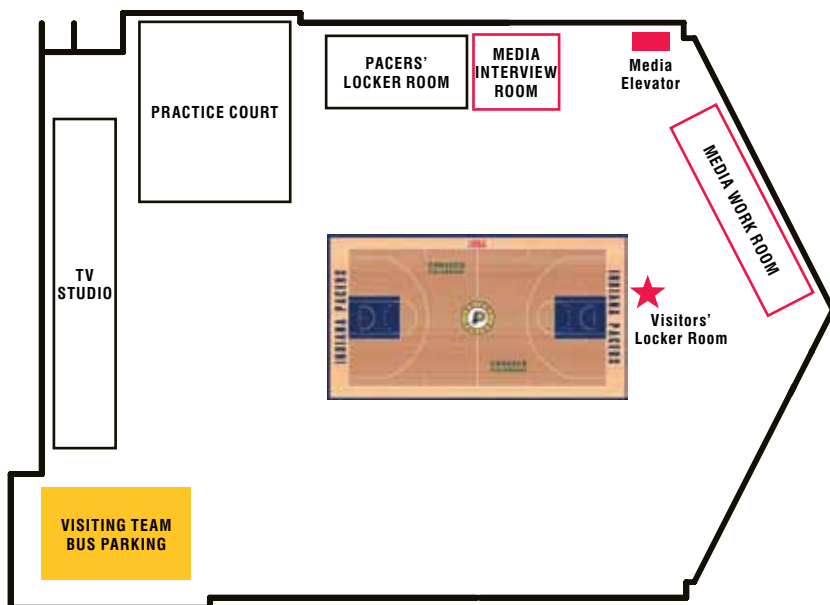 PACERS'
LOCKER ROOM
MEDIA
INTERVIEW
ROOM
Media
Elevator
PRACTICE COURT
MEDIA WORK ROOM
TV
STUDIO
INDIANA PACERS
INDIANA PACERS
Visitors'
Locker Room
VISITING TEAM
BUS PARKING